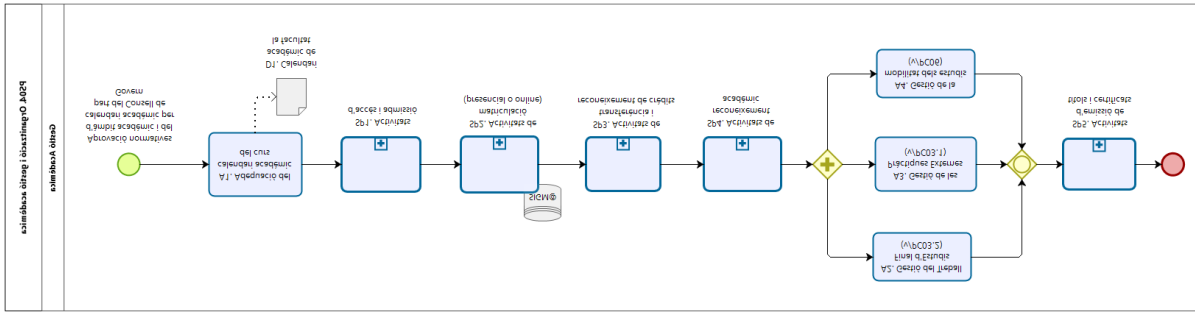 PS04. Organització i gestió acadèmica
Gestió Acadèmica
Aprovació normatives
d'àmbit acadèmic i del
calendari acadèmic per
part del Consell de
Govern
A1. Adequació del
calendari acadèmic
del curs
D1. Calendari
acadèmic de
la facultat
SP1. Activitats
d'accés i admissió
SP2. Activitats de
matriculació
(presencial o online)
SIGM@
SP3. Activitats de
transferència i
reconeixement de crèdits
SP4. Activitats de
reconeixement
acadèmic
A2. Gestió del Treball
Final d'Estudis
(v/PC03.2)
A3. Gestió de les
Pràctiques Externes
(v/PC03.1)
A4. Gestió de la
mobilitat dels estudis
(v/PC06)
SP5. Activitats
d'emissió de
títols i certificats